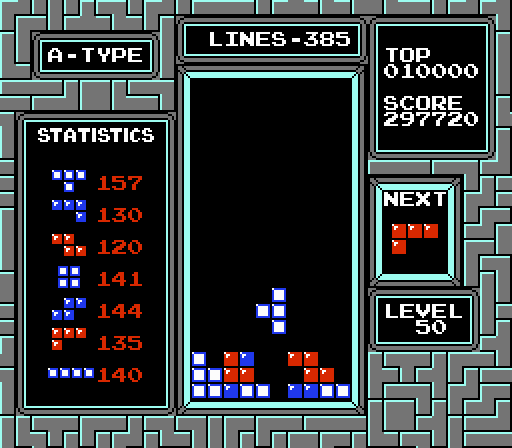 LINES-385
A-TYPE
TOP
010000
SCORE
297720
STATISTICS
157
130
120
141
144
135
140
NEXT
LEVEL
50